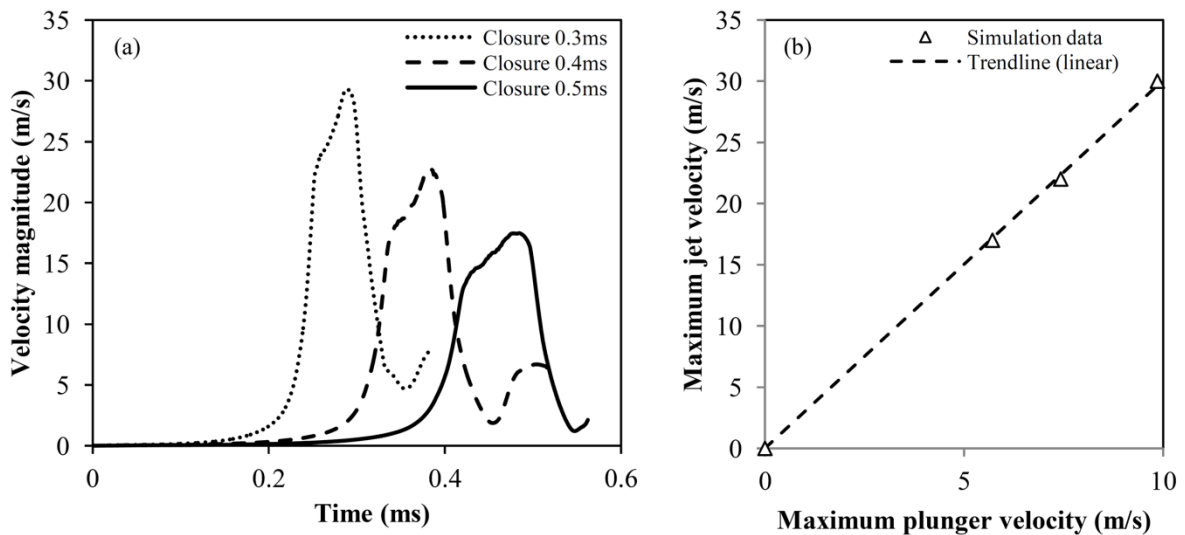 (a)
Closure 0.3ms
Closure 0.4ms
Closure 0.5ms
35
30
25
20
15
10
5
0
Velocity magnitude (m/s)
0 0.2 0.4 0.6
Time (ms)
(b)
Simulation data
Trendline (linear)
35
30
25
20
15
10
5
0
Maximum jet velocity (m/s)
0 5 10
Maximum plunger velocity (m/s)